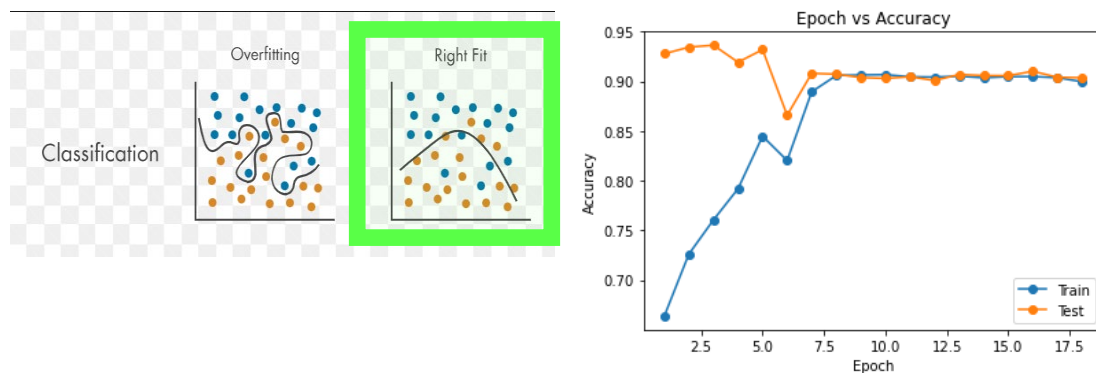 Overfitting
Right Fit
Classification
Epoch vs Accuracy
0.95
0.90
0.85
0.80
0.75
0.70
Accuracy
2.5 5.0 7.5 10.0 12.5 15.0 17.5
Epoch
Train
Test